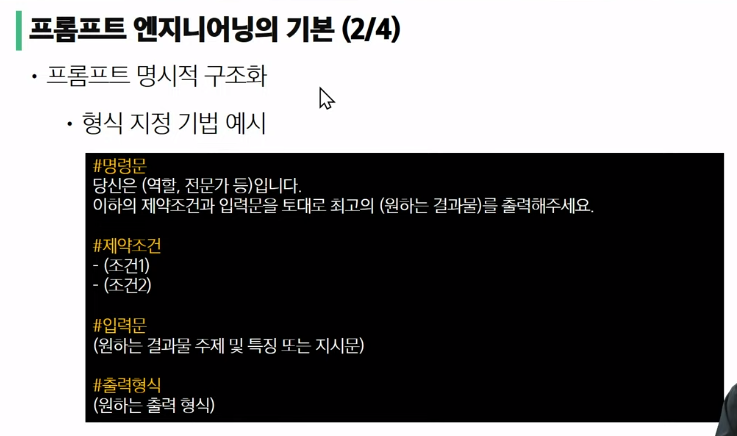 프롬프트 엔지니어링의 기본 (2/4)
• 프롬프트 명시적 구조화
• 형식 지정 기법 예시
#명령문
당신은 (역할, 전문가 등)입니다.
이하의 제약조건과 입력문을 토대로 최고의 (원하는 결과물)를 출력해주세요.
#제약조건
- (조건1)
- (조건2)
#입력문
(원하는 결과물 주제 및 특징 또는 지시문)
#출력형식
(원하는 출력 형식)